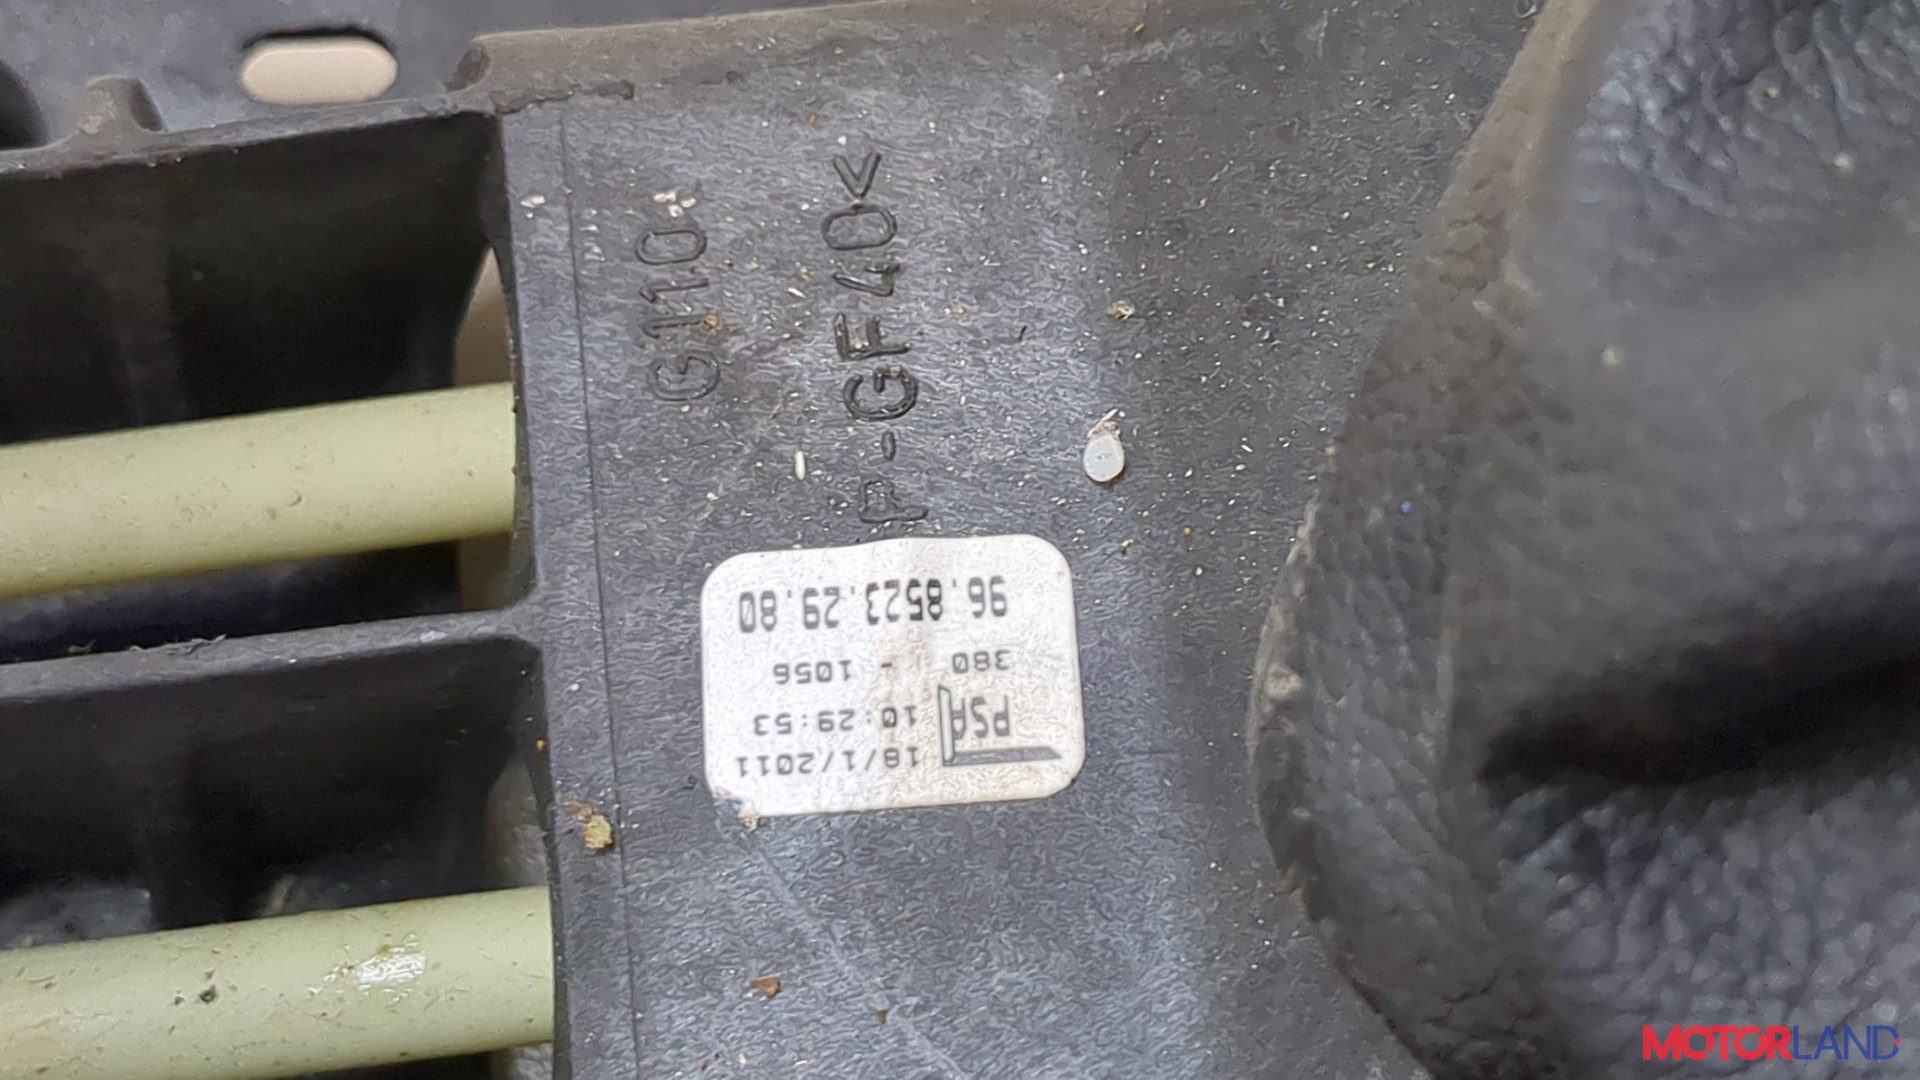 G110
P-GF40<
96.8523.29.80
380 - 1056
PSA 10:29:53
18/1/2011
MOTORLAND